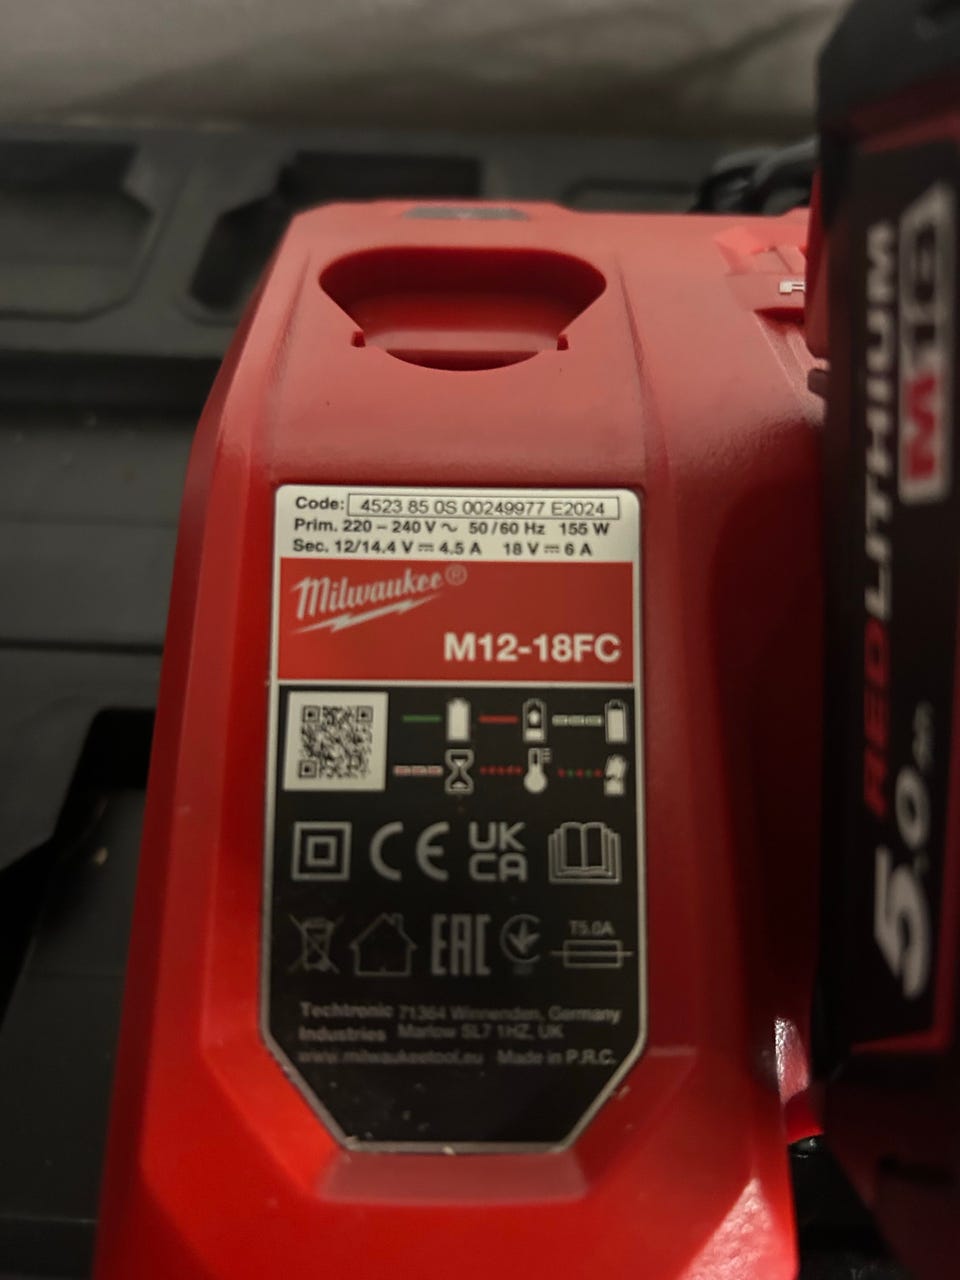 Code: 4523 85 0S 00249977 E2024
Prim. 220 – 240 V ~ 50/60 Hz 155 W
Sec. 12/14.4 V ⎓ 4.5 A 18 V ⎓ 6 A
Milwaukee®
M12-18FC
CE
UK
CA
EAC
T5.0A
Techtronic 71364 Winnenden, Germany
Industries Marlow SL7 1HZ, UK
www.milwaukeetool.eu Made in P.R.C.
M18
REDLITHIUM
5.0 Ah